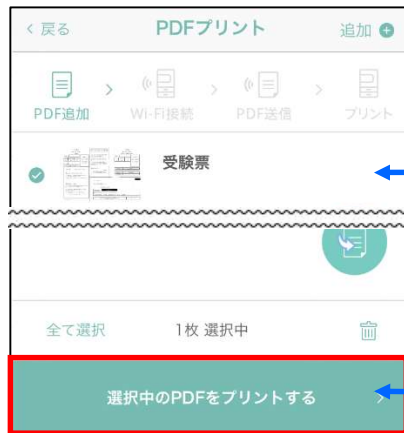 < 戻る PDFプリント 追加
PDF追加 > Wi-Fi接続 > PDF送信 > プリント
受験票
全て選択 1枚 選択中
選択中のPDFをプリントする >